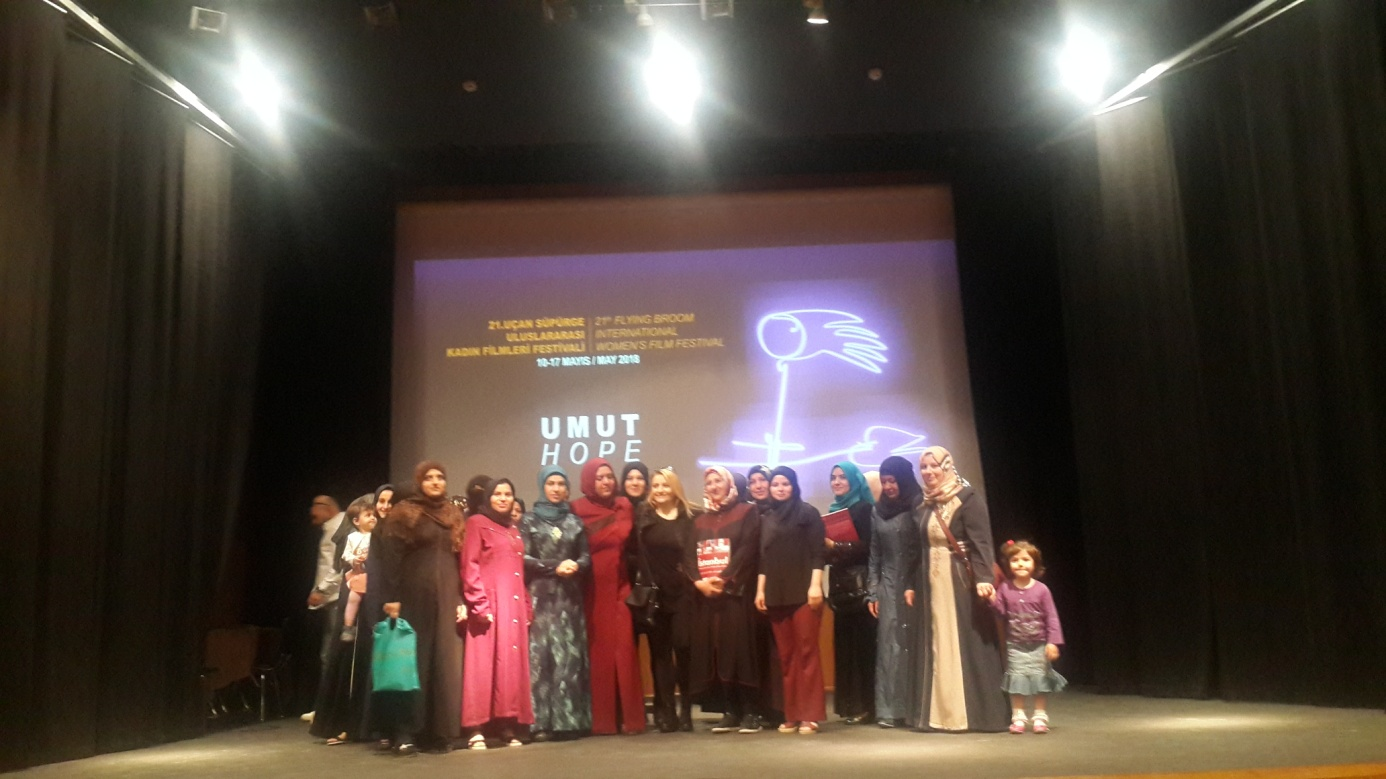 21.UÇAN SÜPÜRGE
ULUSLARARASI
KADIN FİLMLERİ FESTİVALİ
21st FLYING BROOM
INTERNATIONAL
WOMEN'S FILM FESTIVAL
10-17 MAYIS / MAY 2018
UMUT
HOPE
istanbul